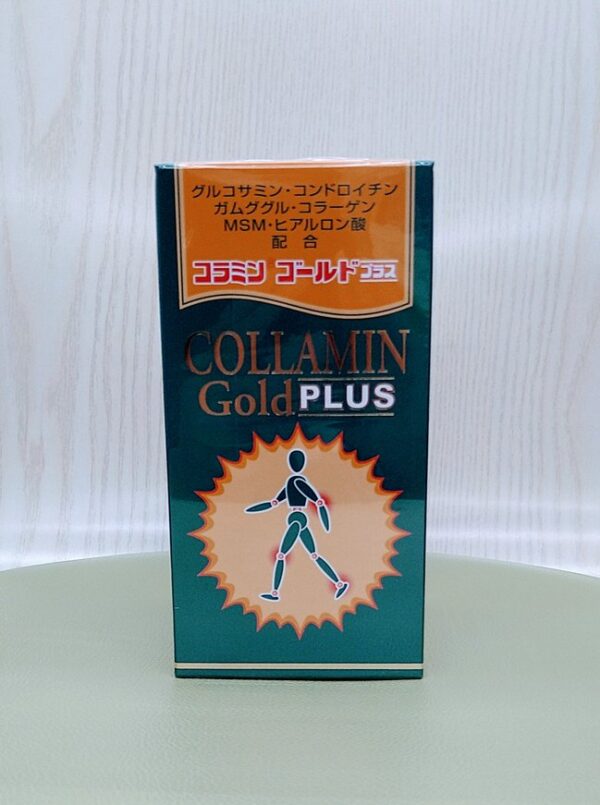 グルコサミン・コンドロイチン
ガムググル・コラーゲン
MSM・ヒアルロン酸
配合
コラミン ゴールドプラス
COLLAMIN
Gold PLUS